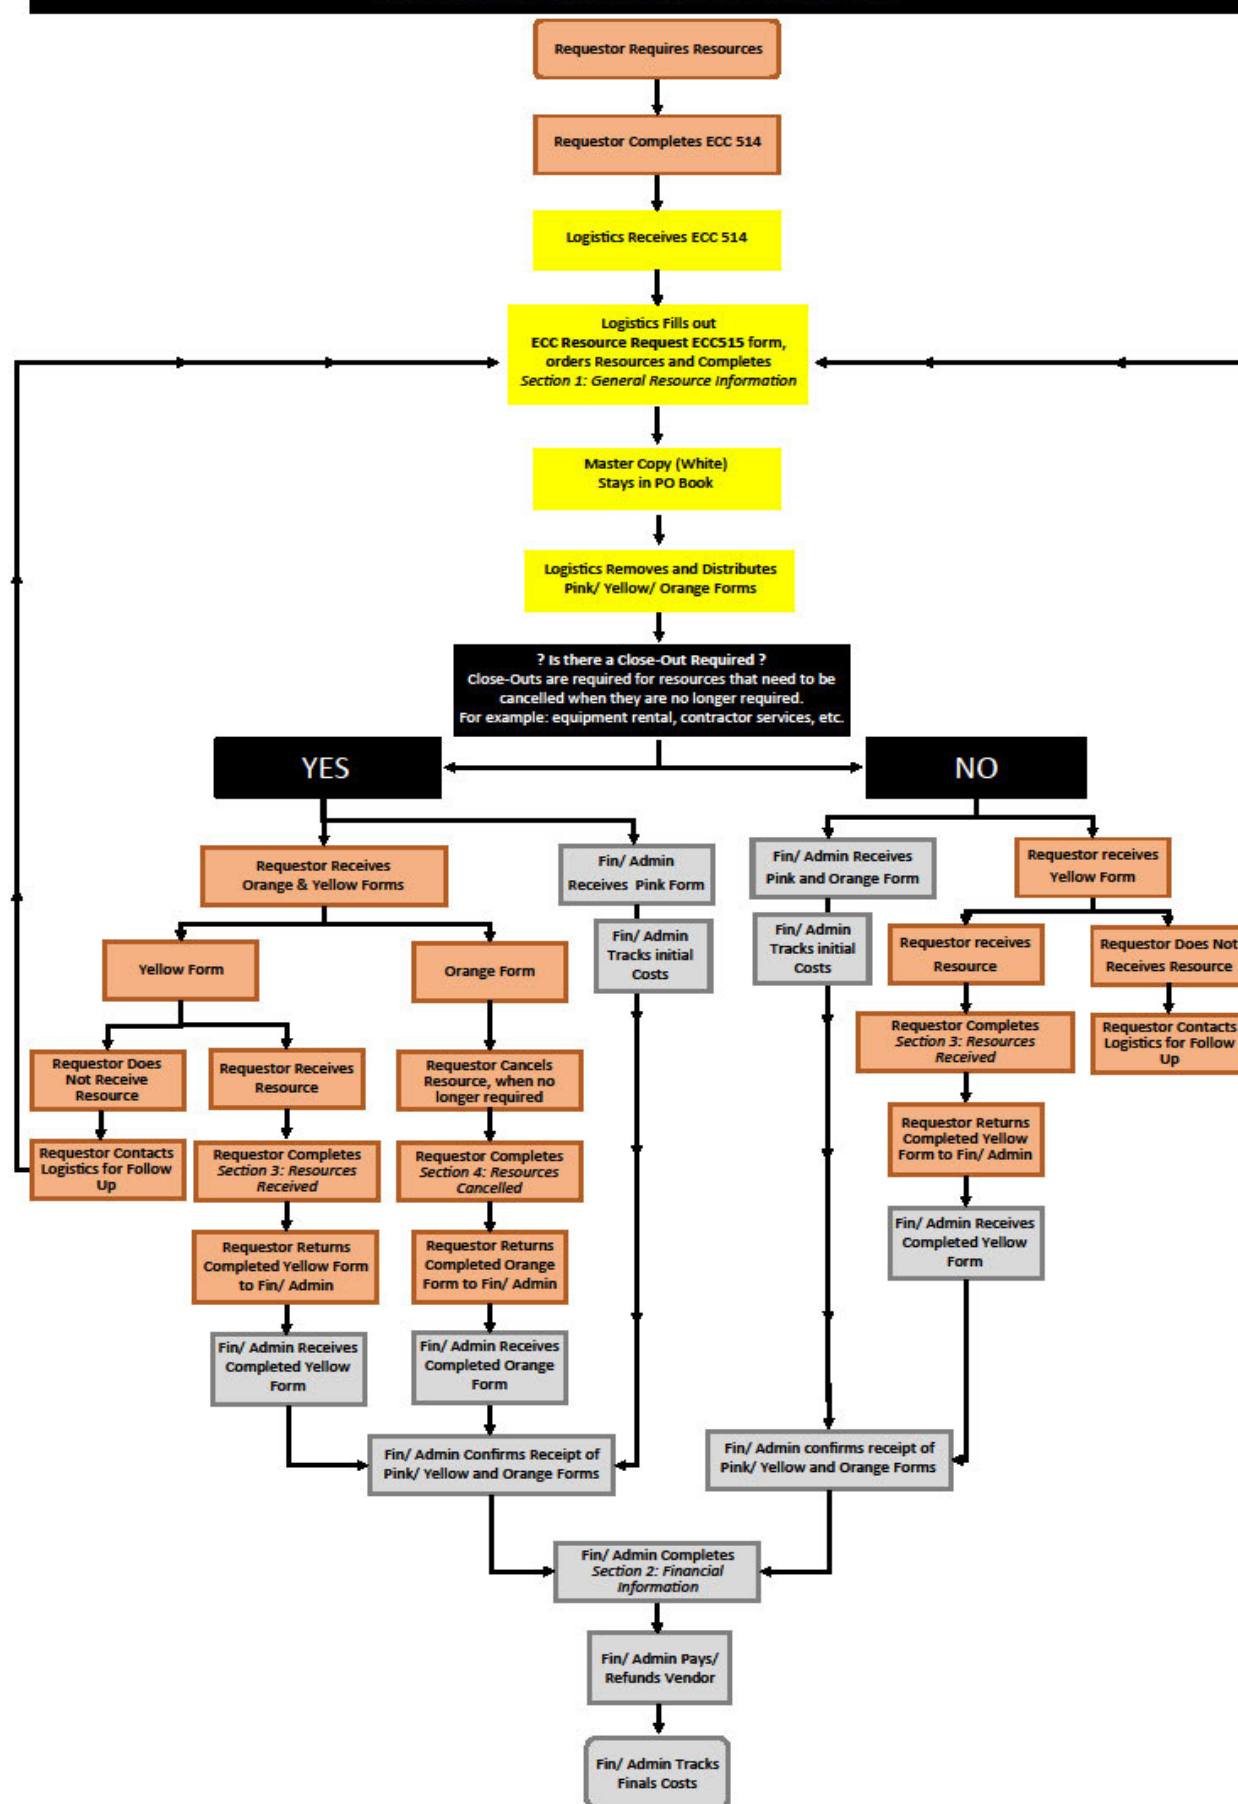 Requestor Requires Resources
Requestor Completes ECC 514
Logistics Receives ECC 514
Logistics Fills out
ECC Resource Request ECC515 form,
orders Resources and Completes
Section 1: General Resource Information
Master Copy (White)
Stays in PO Book
Logistics Removes and Distributes
Pink/ Yellow/ Orange Forms
? Is there a Close-Out Required ?
Close-Outs are required for resources that need to be
cancelled when they are no longer required.
For example: equipment rental, contractor services, etc.
YES
NO
Requestor Receives
Orange & Yellow Forms
Fin/ Admin
Receives Pink Form
Fin/ Admin Receives
Pink and Orange Form
Requestor receives
Yellow Form
Yellow Form
Orange Form
Fin/ Admin
Tracks initial
Costs
Fin/ Admin
Tracks initial
Costs
Requestor receives
Resource
Requestor Does Not
Receives Resource
Requestor Does
Not Receive
Resource
Requestor Receives
Resource
Requestor Cancels
Resource, when no
longer required
Requestor Completes
Section 3: Resources
Received
Requestor Contacts
Logistics for Follow
Up
Requestor Contacts
Logistics for Follow
Up
Requestor Completes
Section 3: Resources
Received
Requestor Completes
Section 4: Resources
Cancelled
Requestor Returns
Completed Yellow
Form to Fin/ Admin
Requestor Returns
Completed Yellow Form
to Fin/ Admin
Requestor Returns
Completed Orange
Form to Fin/ Admin
Fin/ Admin Receives
Completed Yellow
Form
Fin/ Admin Receives
Completed Yellow
Form
Fin/ Admin Receives
Completed Orange
Form
Fin/ Admin Confirms Receipt of
Pink/ Yellow and Orange Forms
Fin/ Admin confirms receipt of
Pink/ Yellow and Orange Forms
Fin/ Admin Completes
Section 2: Financial
Information
Fin/ Admin Pays/
Refunds Vendor
Fin/ Admin Tracks
Finals Costs